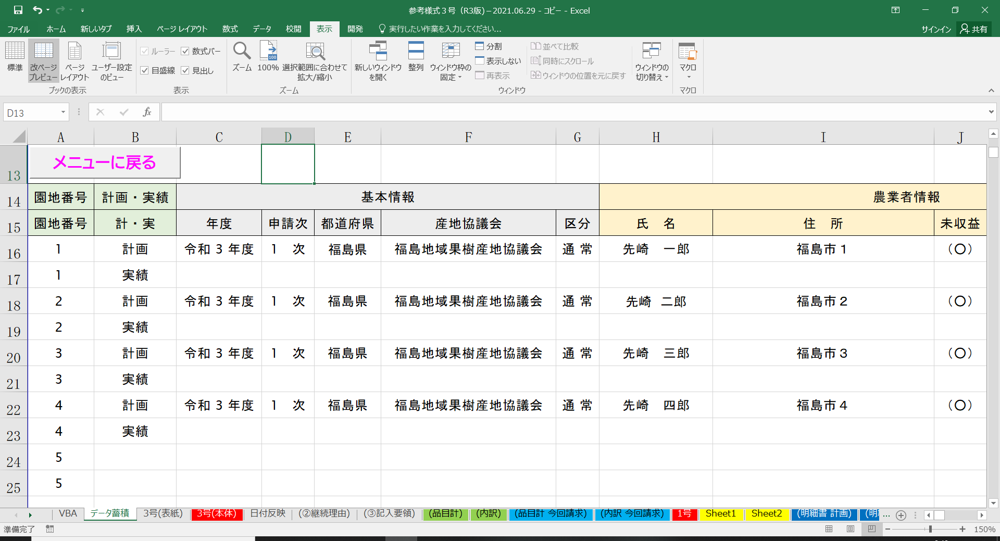 参考様式３号（R3版)－2021.06.29 - コピー - Excel
ファイル ホーム 新しいタブ 挿入 ページ レイアウト 数式 データ 校閲 表示 開発 実行したい作業を入力してください... サインイン 共有
標準 改ページ プレビュー ページ レイアウト ユーザー設定 のビュー
ブックの表示
ルーラー 数式バー
目盛線 見出し
表示
ズーム 100% 選択範囲に合わせて 拡大/縮小
ズーム
新しいウィンドウ を開く 整列 ウィンドウ枠の 固定
分割
表示しない
再表示
並べて比較
同時にスクロール
ウィンドウの位置を元に戻す
ウィンドウの 切り替え
ウィンドウ
マクロ
マクロ
D13
fx
A B C D E F G H I J
13 メニューに戻る
14 園地番号 計画・実績 基本情報 農業者情報
15 園地番号 計・実 年度 申請次 都道府県 産地協議会 区分 氏　名 住　所 未収益
16 1 計画 令和 3 年度 1　次 福島県 福島地域果樹産地協議会 通 常 先崎　一郎 福島市１ （〇）
17 1 実績
18 2 計画 令和 3 年度 1　次 福島県 福島地域果樹産地協議会 通 常 先崎　二郎 福島市２ （〇）
19 2 実績
20 3 計画 令和 3 年度 1　次 福島県 福島地域果樹産地協議会 通 常 先崎　三郎 福島市３ （〇）
21 3 実績
22 4 計画 令和 3 年度 1　次 福島県 福島地域果樹産地協議会 通 常 先崎　四郎 福島市４ （〇）
23 4 実績
24 5
25 5
VBA データ蓄積 3号(表紙) 3号(本体) 日付反映 (②継続理由) (③記入要領) (品目計) (内訳) (品目計 今回請求) (内訳 今回請求) 1号 Sheet1 Sheet2 (明細書 計画) (明 ...
準備完了 150%